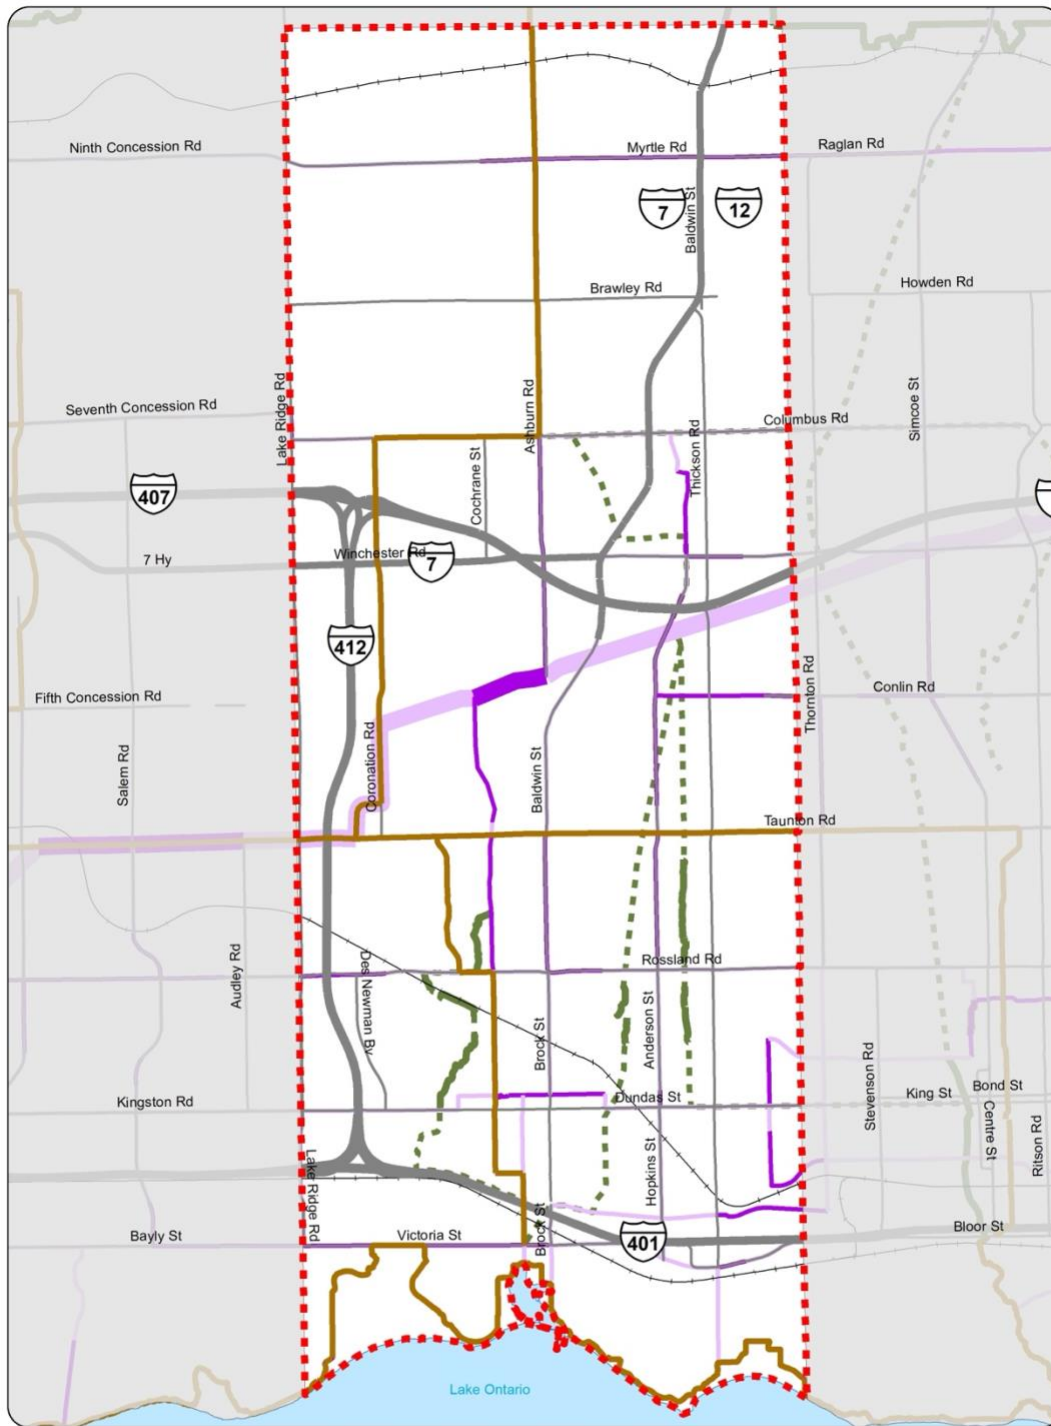 Ninth Concession Rd
Myrtle Rd
Raglan Rd
7
12
Baldwin St
Brawley Rd
Howden Rd
Lake Ridge Rd
Seventh Concession Rd
Ashburn Rd
Columbus Rd
Simcoe St
Thickson Rd
Cochrane St
407
7 Hy
Winchester Rd
7
412
Fifth Concession Rd
Thornton Rd
Conlin Rd
Salem Rd
Coronation Rd
Baldwin St
Taunton Rd
Audley Rd
Des Newman By
Rossland Rd
Brock St
Anderson St
Stevenson Rd
Kingston Rd
Dundas St
King St
Bond St
Centre St
Ritson Rd
Lake Ridge Rd
Hopkins St
Brock St
Bayly St
Victoria St
401
Bloor St
Lake Ontario